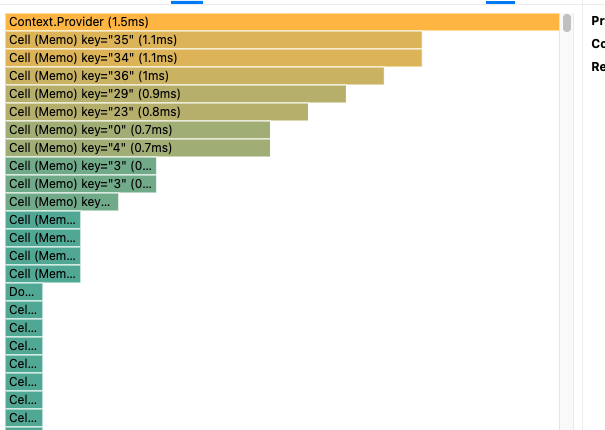 Context.Provider (1.5ms)
Cell (Memo) key="35" (1.1ms)
Cell (Memo) key="34" (1.1ms)
Cell (Memo) key="36" (1ms)
Cell (Memo) key="29" (0.9ms)
Cell (Memo) key="23" (0.8ms)
Cell (Memo) key="0" (0.7ms)
Cell (Memo) key="4" (0.7ms)
Cell (Memo) key="3" (0...
Cell (Memo) key="3" (0...
Cell (Memo) key...
Cell (Mem...
Cell (Mem...
Cell (Mem...
Cell (Mem...
Do...
Cel...
Cel...
Cel...
Cel...
Cel...
Cel...
Cel...
Pr
Co
Re